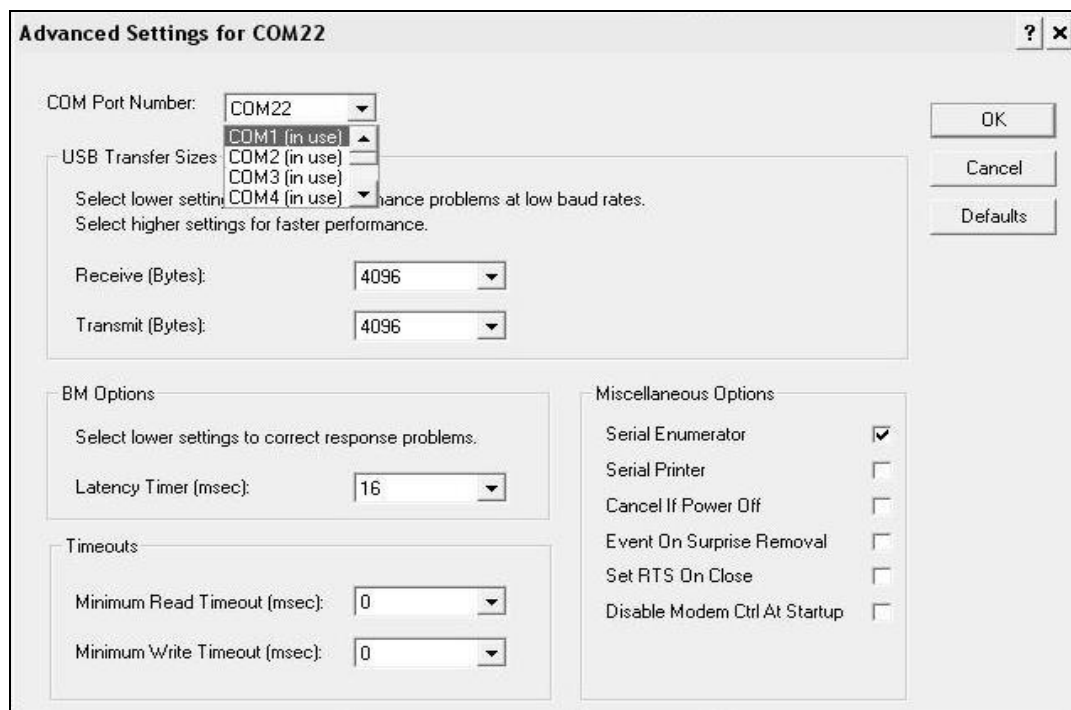 Advanced Settings for COM22
? ×
COM Port Number: COM22
OK
COM1 (in use)
USB Transfer Sizes COM2 (in use)
Cancel
COM3 (in use)
Select lower settin COM4 (in use) nance problems at low baud rates.
Select higher settings for faster performance.
Defaults
Receive (Bytes): 4096
Transmit (Bytes): 4096
BM Options
Select lower settings to correct response problems.
Latency Timer (msec): 16
Timeouts
Minimum Read Timeout (msec): 0
Minimum Write Timeout (msec): 0
Miscellaneous Options
Serial Enumerator
Serial Printer
Cancel If Power Off
Event On Surprise Removal
Set RTS On Close
Disable Modem Ctrl At Startup